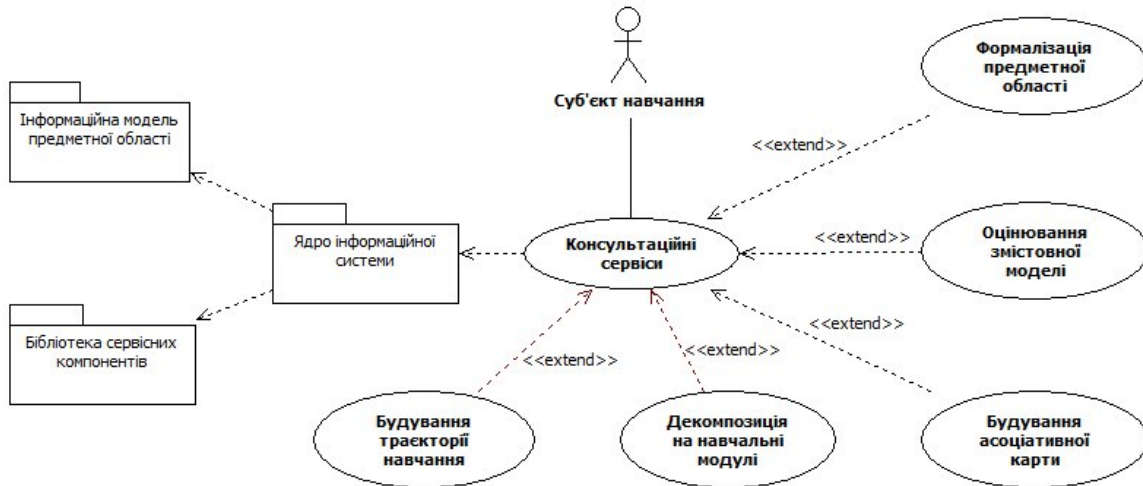 Суб'єкт навчання
Формалізація
предметної
області
Інформаційна модель
предметної області
<<extend>>
Ядро інформаційної
системи
Консультаційні
сервіси
<<extend>>
Оцінювання
змістовної
моделі
Бібліотека сервісних
компонентів
<<extend>>
<<extend>>
<<extend>>
Будування
траєкторії
навчання
Декомпозиція
на навчальні
модулі
Будування
асоціативної
карти